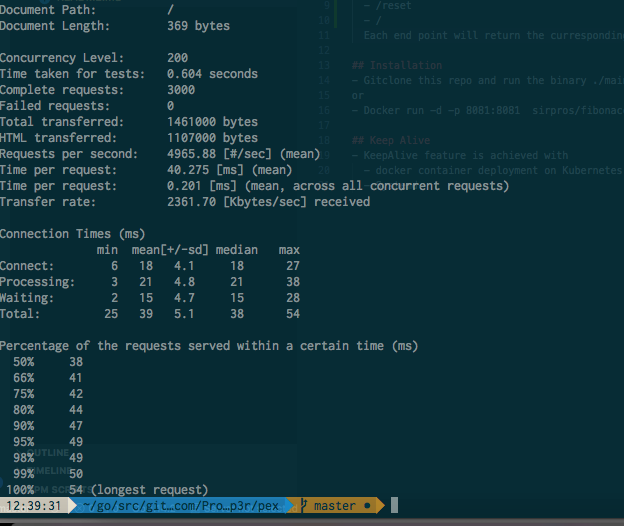 Document Path: /
Document Length: 369 bytes
Concurrency Level: 200
Time taken for tests: 0.604 seconds
Complete requests: 3000
Failed requests: 0
Total transferred: 1461000 bytes
HTML transferred: 1107000 bytes
Requests per second: 4965.88 [#/sec] (mean)
Time per request: 40.275 [ms] (mean)
Time per request: 0.201 [ms] (mean, across all concurrent requests)
Transfer rate: 2361.70 [Kbytes/sec] received
Connection Times (ms)
min mean[+/-sd] median max
Connect: 6 18 4.1 18 27
Processing: 3 21 4.8 21 38
Waiting: 2 15 4.7 15 28
Total: 25 39 5.1 38 54
Percentage of the requests served within a certain time (ms)
50% 38
66% 41
75% 42
80% 44
90% 47
95% 49
98% 49
99% 50
100% 54 (longest request)
12:39:31 ~/go/src/git…com/Pro…p3r/pex master ●
9 - /reset
10 - /
11 Each end point will return the curresponding
12
13 ## Installation
14 - Gitclone this repo and run the binary ./mai
15 or
16 - Docker run -d -p 8081:8081 sirpros/fibonac
17
18 ## Keep Alive
19 - KeepAlive feature is achieved with
20 - docker container deployment on Kubernetes
OUTLINE
TIMELINE
NPM SCRIPTS